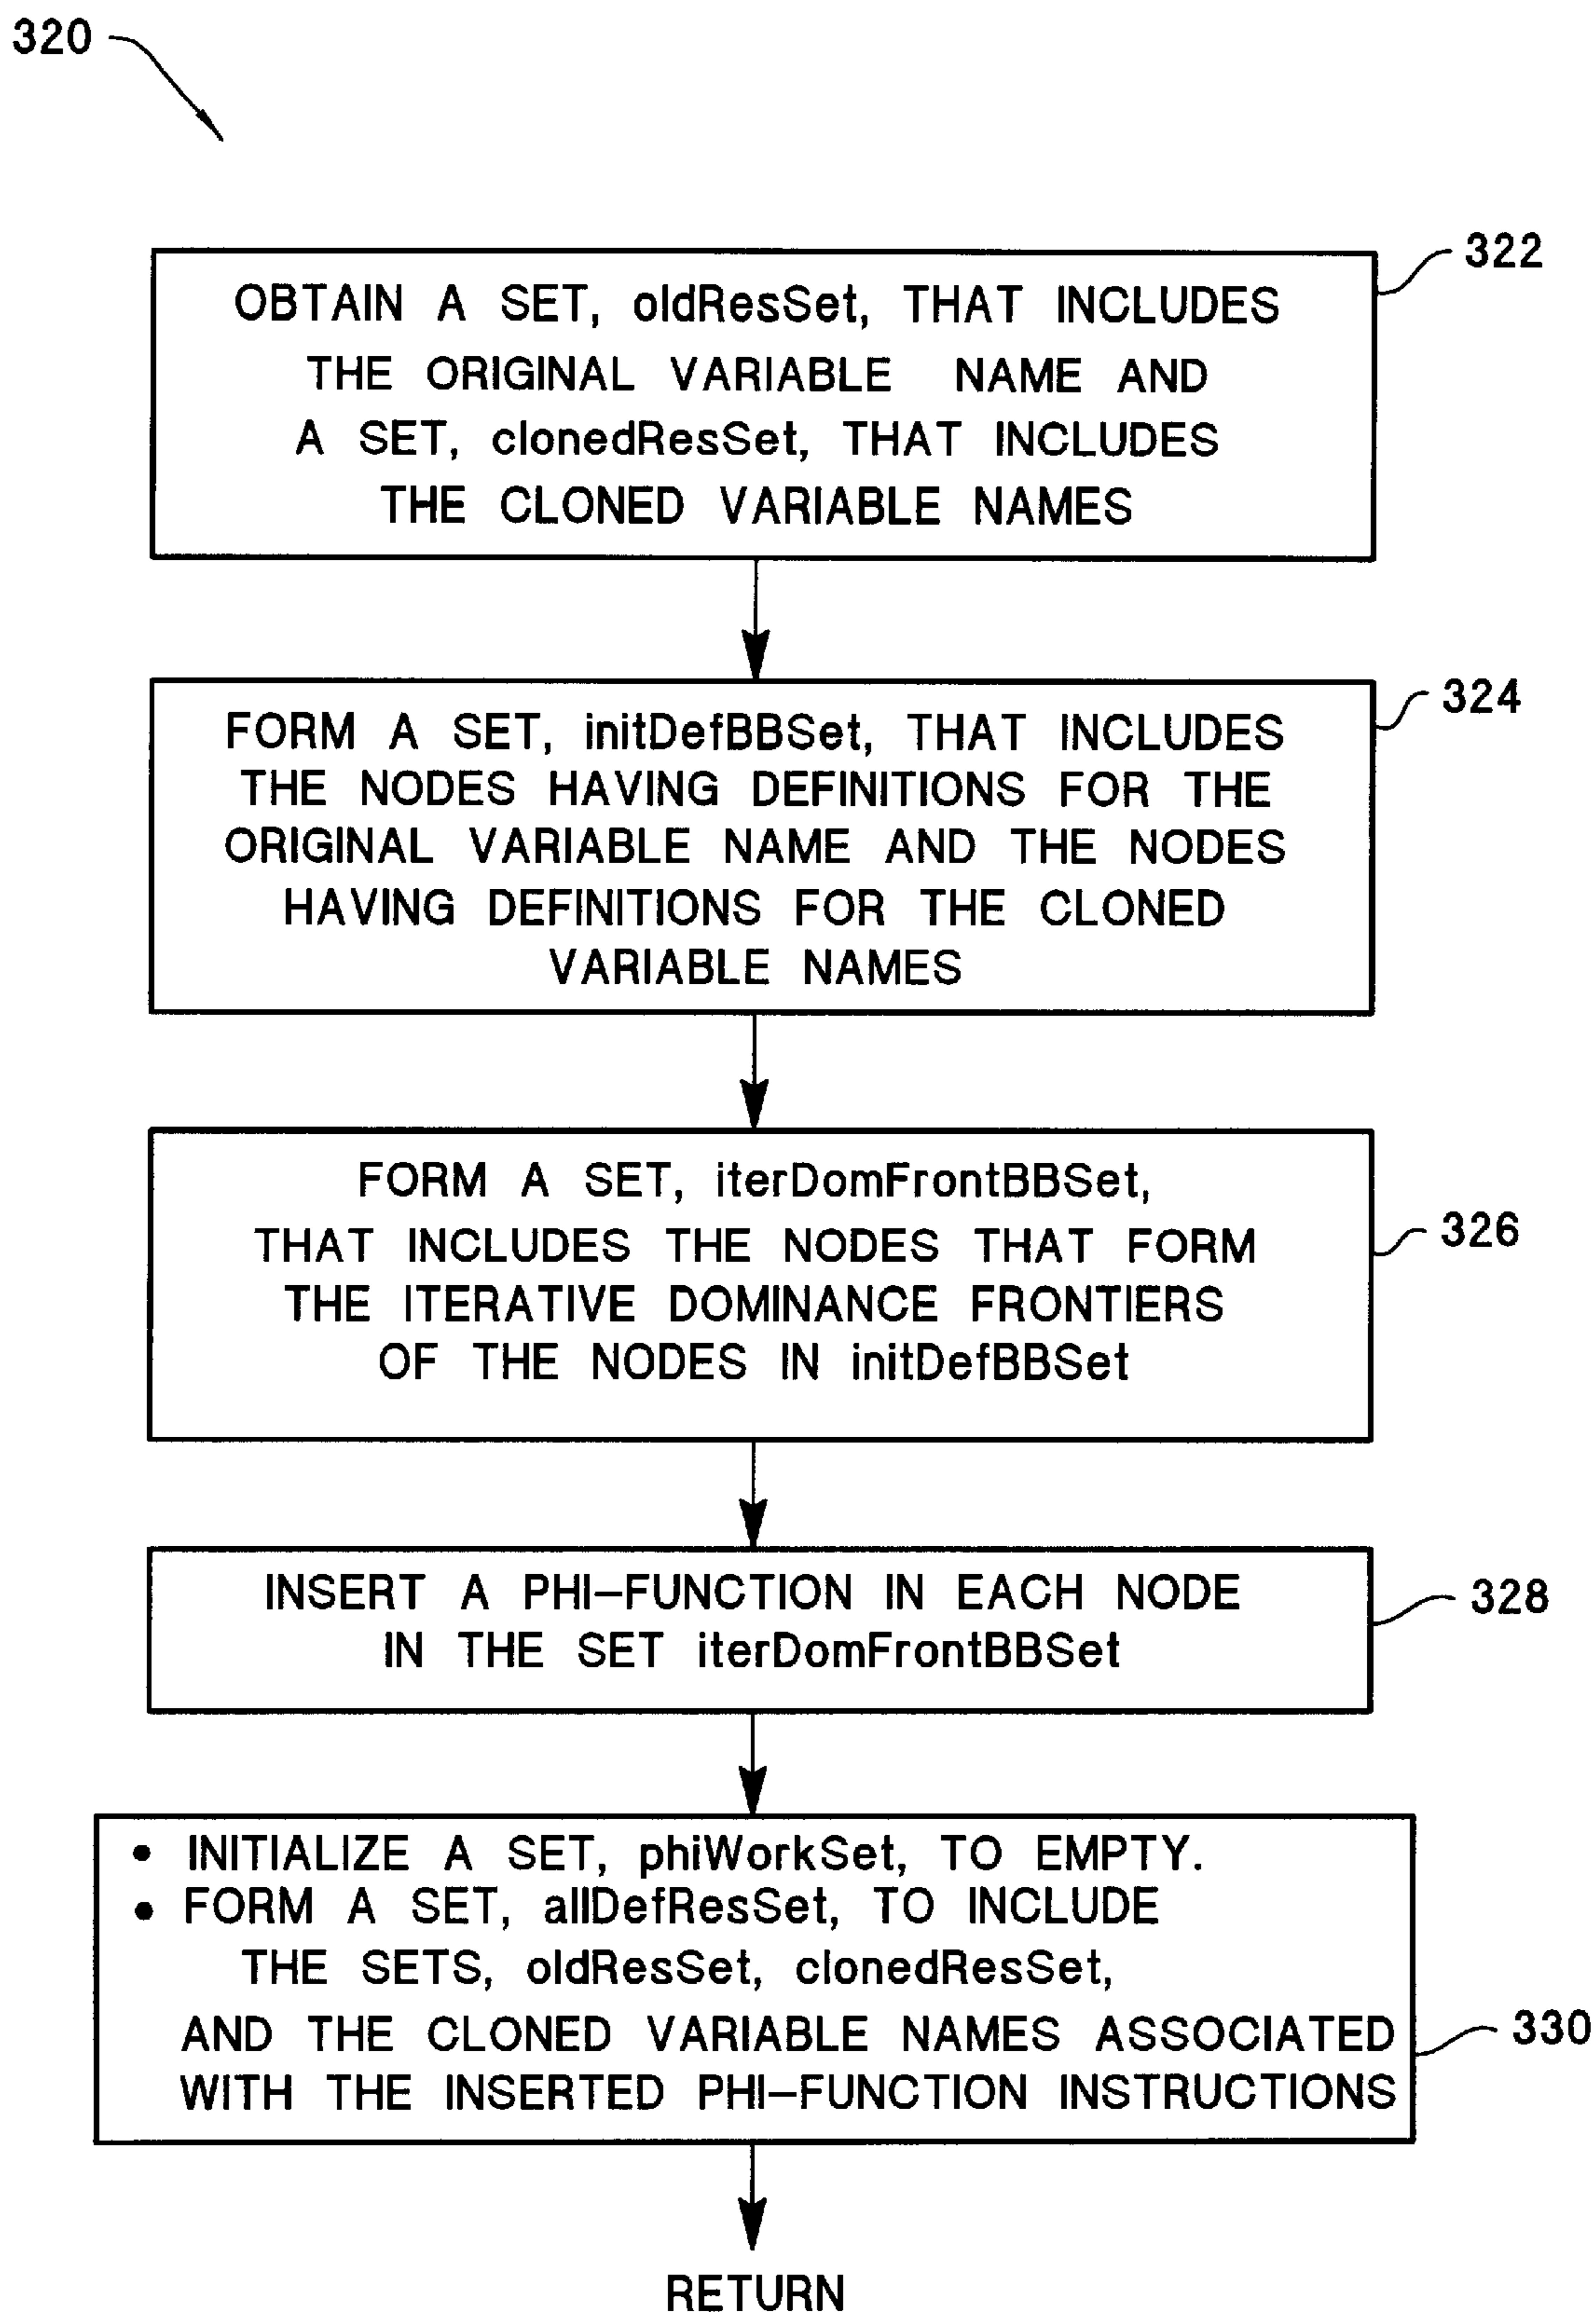 320
322
OBTAIN A SET, oldResSet, THAT INCLUDES
THE ORIGINAL VARIABLE NAME AND
A SET, clonedResSet, THAT INCLUDES
THE CLONED VARIABLE NAMES
324
FORM A SET, initDefBBSet, THAT INCLUDES
THE NODES HAVING DEFINITIONS FOR THE
ORIGINAL VARIABLE NAME AND THE NODES
HAVING DEFINITIONS FOR THE CLONED
VARIABLE NAMES
326
FORM A SET, iterDomFrontBBSet,
THAT INCLUDES THE NODES THAT FORM
THE ITERATIVE DOMINANCE FRONTIERS
OF THE NODES IN initDefBBSet
328
INSERT A PHI-FUNCTION IN EACH NODE
IN THE SET iterDomFrontBBSet
• INITIALIZE A SET, phiWorkSet, TO EMPTY.
• FORM A SET, allDefResSet, TO INCLUDE
THE SETS, oldResSet, clonedResSet,
AND THE CLONED VARIABLE NAMES ASSOCIATED
WITH THE INSERTED PHI-FUNCTION INSTRUCTIONS
330
RETURN